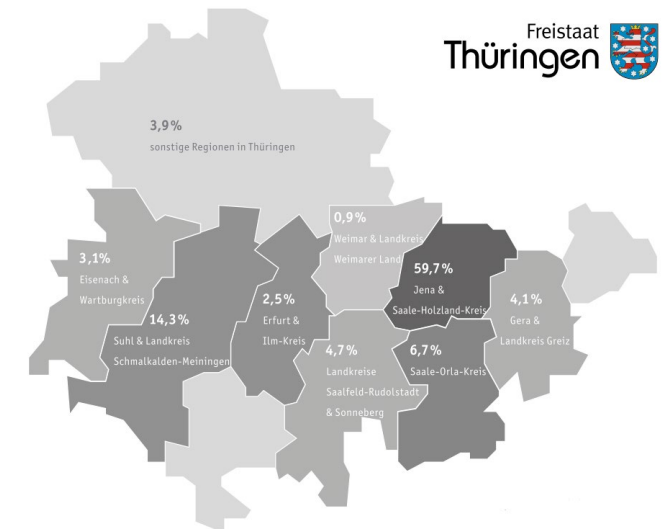 Freistaat
Thüringen
3,9%
sonstige Regionen in Thüringen
0,9%
Weimar & Landkreis
Weimarer Land
59,7%
Jena &
Saale-Holzland-Kreis
3,1%
Eisenach &
Wartburgkreis
14,3%
Suhl & Landkreis
Schmalkalden-Meiningen
2,5%
Erfurt &
Ilm-Kreis
4,1%
Gera &
Landkreis Greiz
4,7%
Landkreise
Saalfeld-Rudolstadt
& Sonneberg
6,7%
Saale-Orla-Kreis